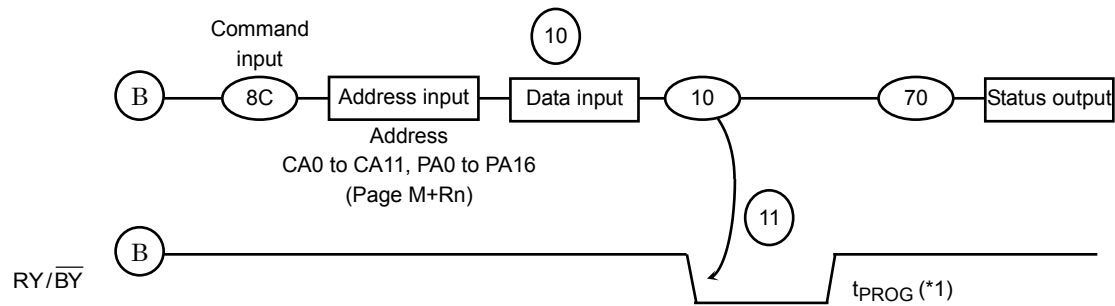 Command
input
10
B
8C
Address input
Data input
10
70
Status output
Address
CA0 to CA11, PA0 to PA16
(Page M+Rn)
11
B
RY/B̅Y̅
tPROG (*1)